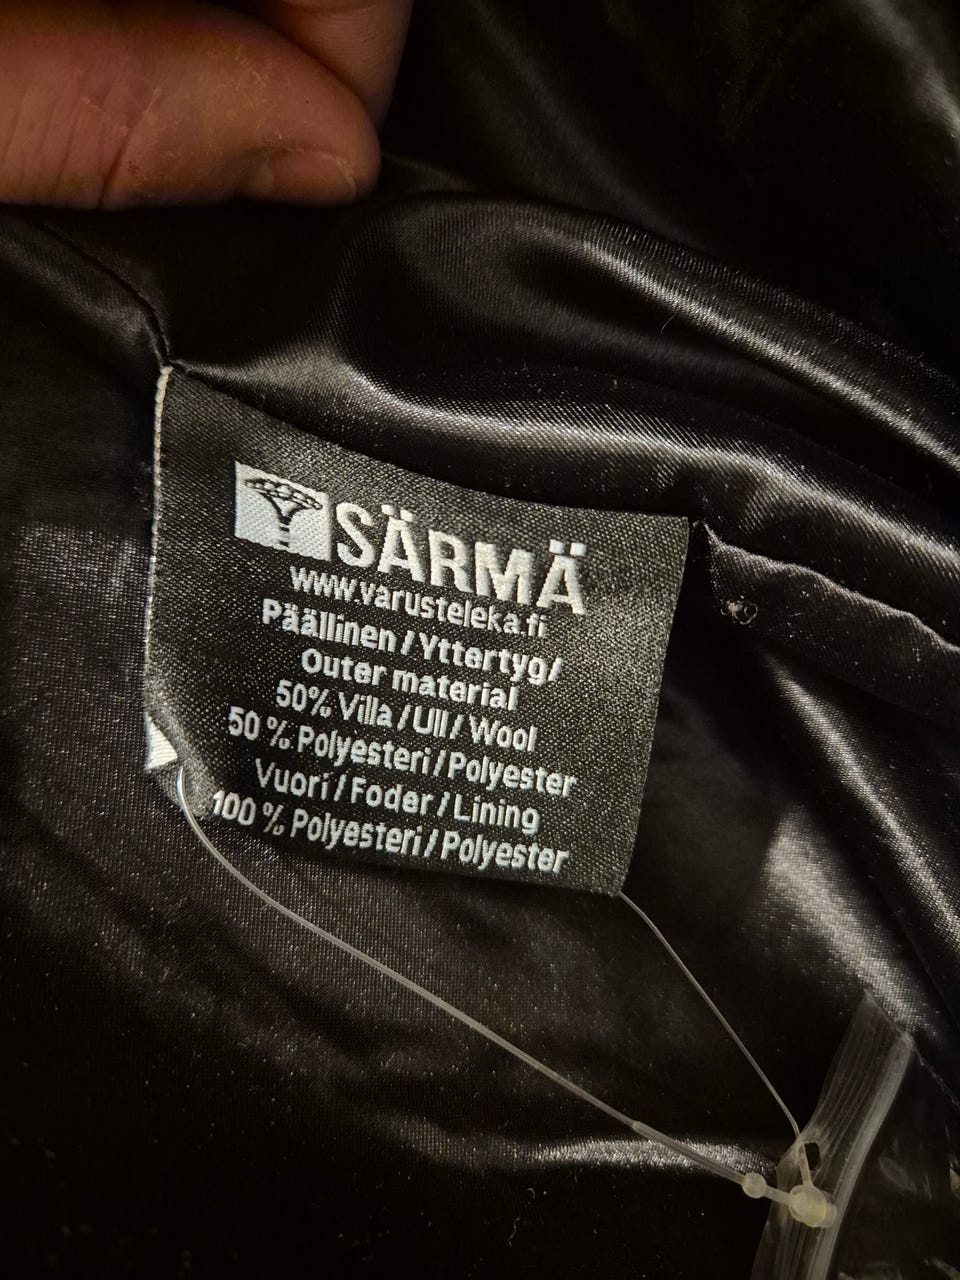 SÄRMÄ
www.varusteleka.fi
Päällinen / Yttertyg /
Outer material
50% Villa / Ull / Wool
50 % Polyesteri / Polyester
Vuori / Foder / Lining
100 % Polyesteri / Polyester